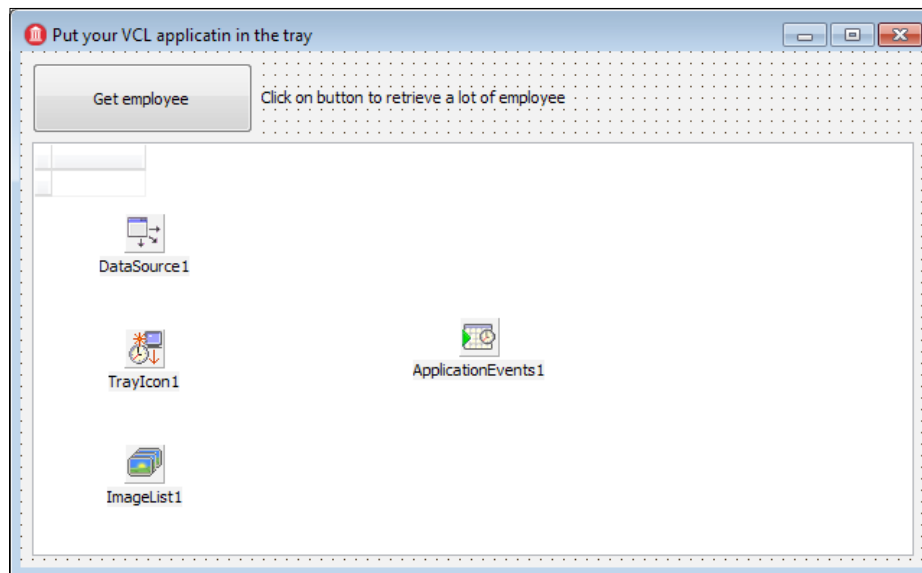 Put your VCL applicatin in the tray
Get employee
Click on button to retrieve a lot of employee
DataSource1
TrayIcon1
ApplicationEvents1
ImageList1